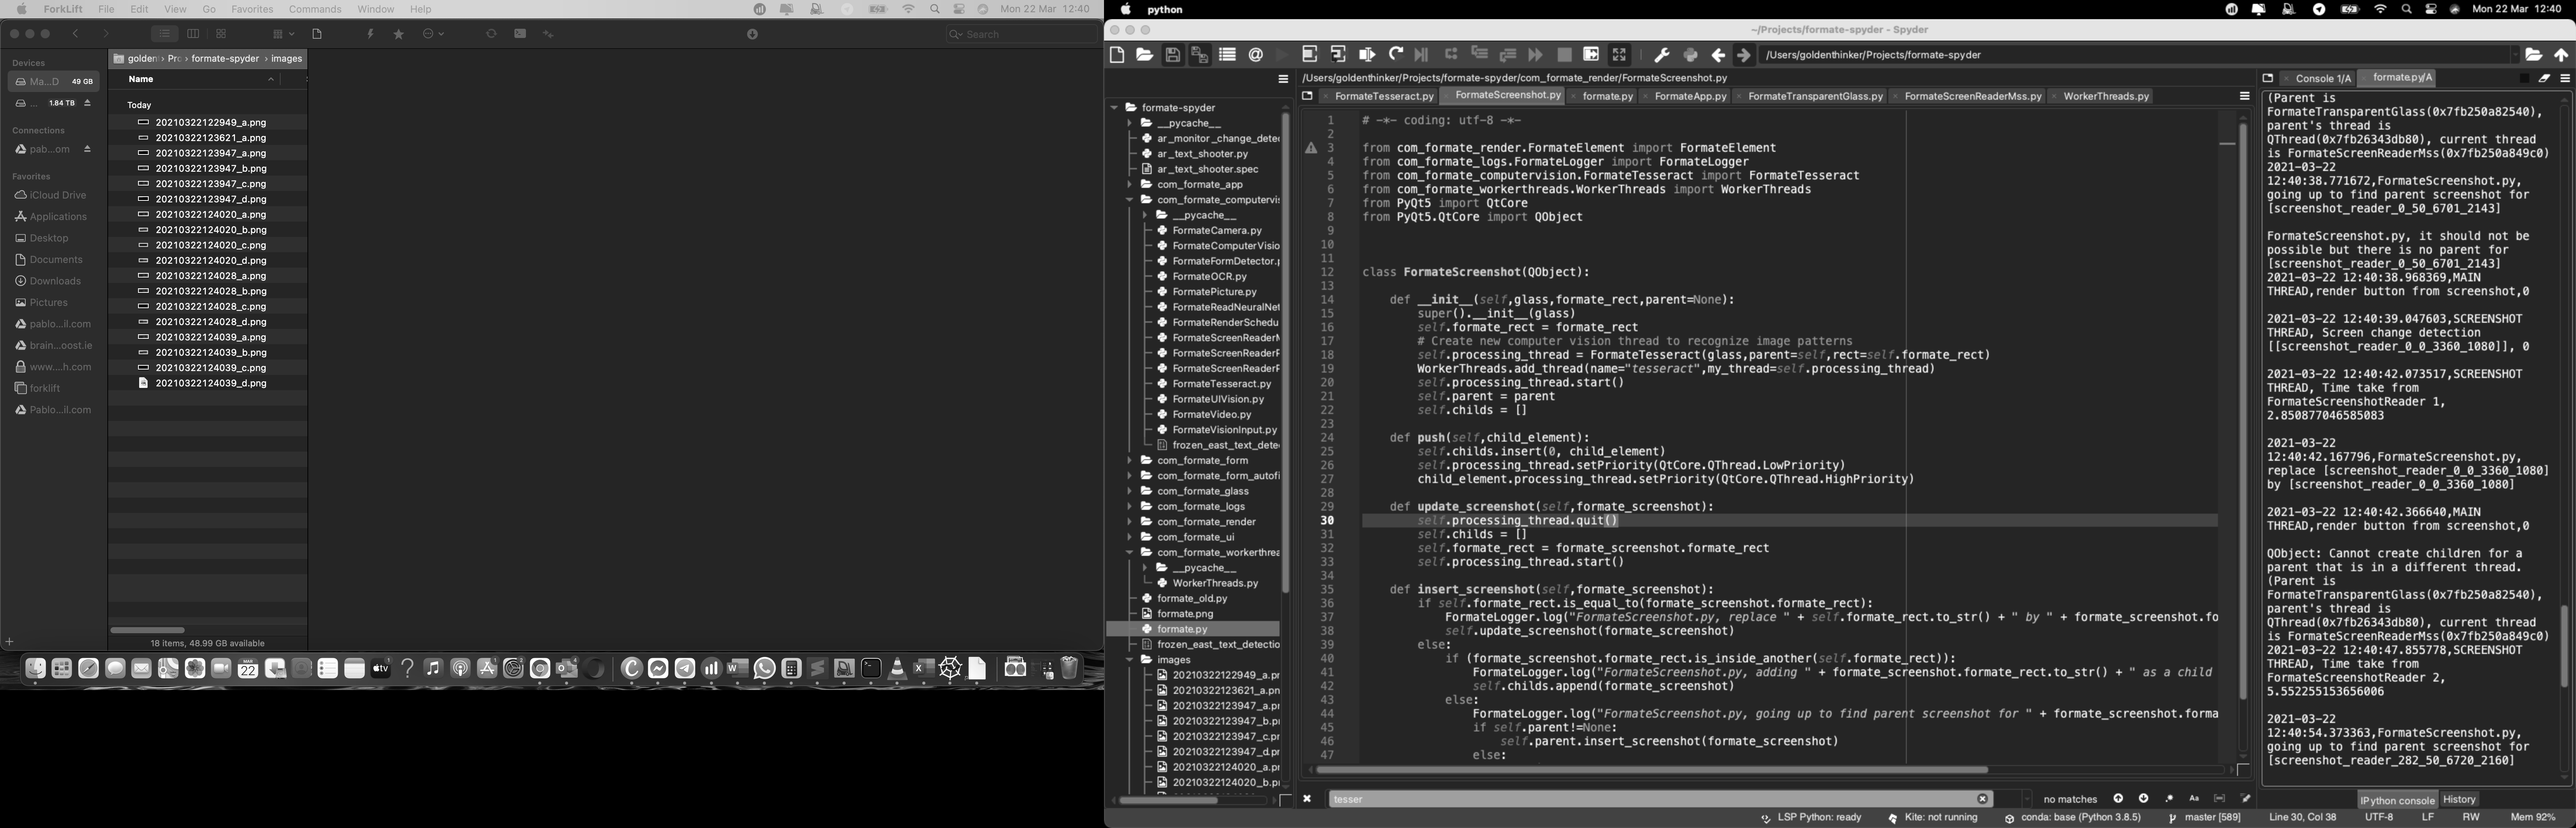 ForkLift File Edit View Go Favorites Commands Window Help
Mon 22 Mar 12:40
Search
Devices
Ma...D 49 GB
... 1.84 TB
Connections
pab...om
Favorites
iCloud Drive
Applications
Desktop
Documents
Downloads
Pictures
pablo...il.com
brain...oost.ie
www....h.com
forklift
Pablo...il.com
golden › Prc › formate-spyder › images
Name
Today
20210322122949_a.png
20210322123621_a.png
20210322123947_a.png
20210322123947_b.png
20210322123947_c.png
20210322123947_d.png
20210322124020_a.png
20210322124020_b.png
20210322124020_c.png
20210322124020_d.png
20210322124028_a.png
20210322124028_b.png
20210322124028_c.png
20210322124028_d.png
20210322124039_a.png
20210322124039_b.png
20210322124039_c.png
20210322124039_d.png
18 items, 48.99 GB available
MAR
22
tv
python
Mon 22 Mar 12:40
~/Projects/formate-spyder - Spyder
/Users/goldenthinker/Projects/formate-spyder
/Users/goldenthinker/Projects/formate-spyder/com_formate_render/FormateScreenshot.py
FormateTesseract.py FormateScreenshot.py formate.py FormateApp.py FormateTransparentGlass.py FormateScreenReaderMss.py WorkerThreads.py
formate-spyder
__pycache__
ar_monitor_change_detec
ar_text_shooter.py
ar_text_shooter.spec
com_formate_app
com_formate_computervis
__pycache__
FormateCamera.py
FormateComputerVisio
FormateFormDetector.p
FormateOCR.py
FormatePicture.py
FormateReadNeuralNet
FormateRenderSchedu
FormateScreenReaderM
FormateScreenReaderF
FormateScreenReaderF
FormateTesseract.py
FormateUIVision.py
FormateVideo.py
FormateVisionInput.py
frozen_east_text_dete
com_formate_form
com_formate_form_autofi
com_formate_glass
com_formate_logs
com_formate_render
com_formate_ui
com_formate_workerthrea
__pycache__
WorkerThreads.py
formate_old.py
formate.png
formate.py
frozen_east_text_detectio
images
20210322122949_a.pr
20210322123621_a.pn
20210322123947_a.pr
20210322123947_b.pr
20210322123947_c.pr
20210322123947_d.pr
20210322124020_a.pr
20210322124020_b.pr
1 # -*- coding: utf-8 -*-
2
3 from com_formate_render.FormateElement import FormateElement
4 from com_formate_logs.FormateLogger import FormateLogger
5 from com_formate_computervision.FormateTesseract import FormateTesseract
6 from com_formate_workerthreads.WorkerThreads import WorkerThreads
7 from PyQt5 import QtCore
8 from PyQt5.QtCore import QObject
9
10
11
12 class FormateScreenshot(QObject):
13
14 def __init__(self,glass,formate_rect,parent=None):
15 super().__init__(glass)
16 self.formate_rect = formate_rect
17 # Create new computer vision thread to recognize image patterns
18 self.processing_thread = FormateTesseract(glass,parent=self,rect=self.formate_rect)
19 WorkerThreads.add_thread(name="tesseract",my_thread=self.processing_thread)
20 self.processing_thread.start()
21 self.parent = parent
22 self.childs = []
23
24 def push(self,child_element):
25 self.childs.insert(0, child_element)
26 self.processing_thread.setPriority(QtCore.QThread.LowPriority)
27 child_element.processing_thread.setPriority(QtCore.QThread.HighPriority)
28
29 def update_screenshot(self,formate_screenshot):
30 self.processing_thread.quit()
31 self.childs = []
32 self.formate_rect = formate_screenshot.formate_rect
33 self.processing_thread.start()
34
35 def insert_screenshot(self,formate_screenshot):
36 if self.formate_rect.is_equal_to(formate_screenshot.formate_rect):
37 FormateLogger.log("FormateScreenshot.py, replace " + self.formate_rect.to_str() + " by " + formate_screenshot.fo
38 self.update_screenshot(formate_screenshot)
39 else:
40 if (formate_screenshot.formate_rect.is_inside_another(self.formate_rect)):
41 FormateLogger.log("FormateScreenshot.py, adding " + formate_screenshot.formate_rect.to_str() + " as a child
42 self.childs.append(formate_screenshot)
43 else:
44 FormateLogger.log("FormateScreenshot.py, going up to find parent screenshot for " + formate_screenshot.forma
45 if self.parent!=None:
46 self.parent.insert_screenshot(formate_screenshot)
47 else:
tesser
no matches
Aa
Console 1/A formate.py/A
(Parent is
FormateTransparentGlass(0x7fb250a82540),
parent's thread is
QThread(0x7fb26343db80), current thread
is FormateScreenReaderMss(0x7fb250a849c0)
2021-03-22
12:40:38.771672,FormateScreenshot.py,
going up to find parent screenshot for
[screenshot_reader_0_50_6701_2143]
FormateScreenshot.py, it should not be
possible but there is no parent for
[screenshot_reader_0_50_6701_2143]
2021-03-22 12:40:38.968369,MAIN
THREAD,render button from screenshot,0
2021-03-22 12:40:39.047603,SCREENSHOT
THREAD, Screen change detection
[[screenshot_reader_0_0_3360_1080]], 0
2021-03-22 12:40:42.073517,SCREENSHOT
THREAD, Time take from
FormateScreenshotReader 1,
2.850877046585083
2021-03-22
12:40:42.167796,FormateScreenshot.py,
replace [screenshot_reader_0_0_3360_1080]
by [screenshot_reader_0_0_3360_1080]
2021-03-22 12:40:42.366640,MAIN
THREAD,render button from screenshot,0
QObject: Cannot create children for a
parent that is in a different thread.
(Parent is
FormateTransparentGlass(0x7fb250a82540),
parent's thread is
QThread(0x7fb26343db80), current thread
is FormateScreenReaderMss(0x7fb250a849c0)
2021-03-22 12:40:47.855778,SCREENSHOT
THREAD, Time take from
FormateScreenshotReader 2,
5.552255153656006
2021-03-22
12:40:54.373363,FormateScreenshot.py,
going up to find parent screenshot for
[screenshot_reader_282_50_6720_2160]
IPython console History
LSP Python: ready Kite: not running conda: base (Python 3.8.5) master [589] Line 30, Col 38 UTF-8 LF RW Mem 92%